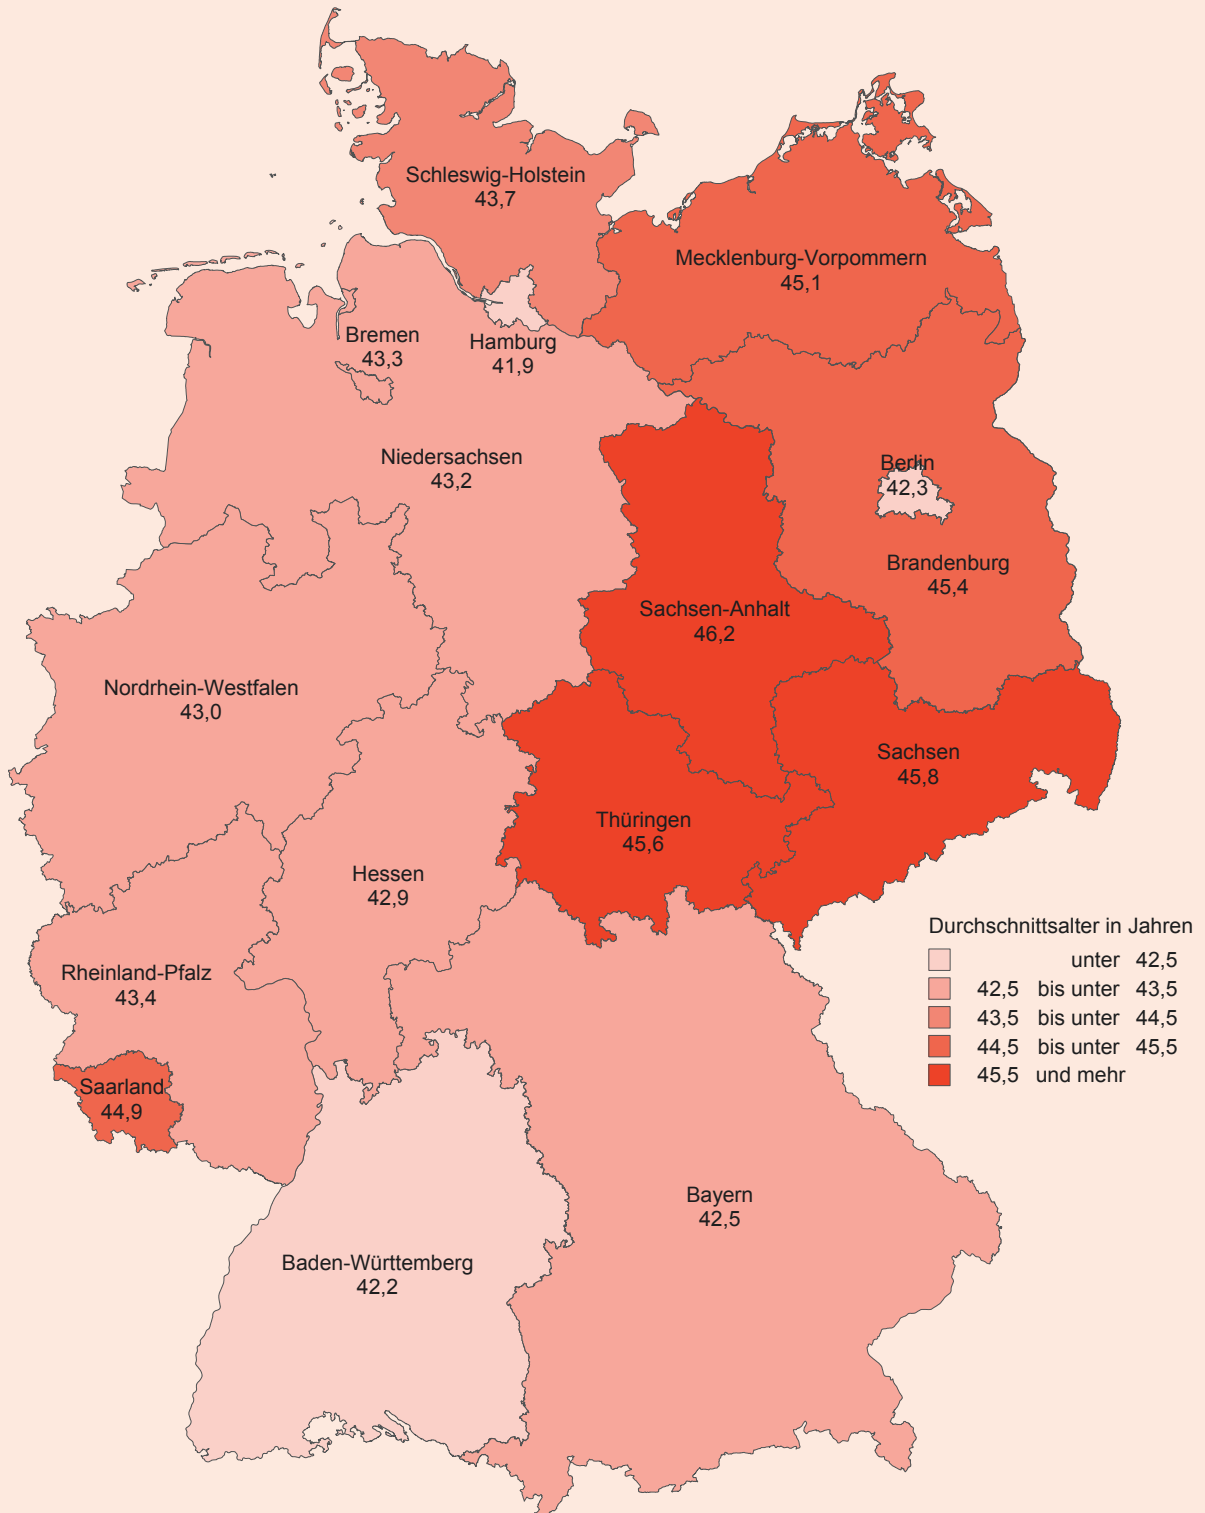 Schleswig-Holstein
43,7
Mecklenburg-Vorpommern
45,1
Bremen
43,3
Hamburg
41,9
Niedersachsen
43,2
Berlin
42,3
Brandenburg
45,4
Sachsen-Anhalt
46,2
Nordrhein-Westfalen
43,0
Sachsen
45,8
Thüringen
45,6
Hessen
42,9
Rheinland-Pfalz
43,4
Saarland
44,9
Bayern
42,5
Baden-Württemberg
42,2
Durchschnittsalter in Jahren
unter 42,5
42,5 bis unter 43,5
43,5 bis unter 44,5
44,5 bis unter 45,5
45,5 und mehr